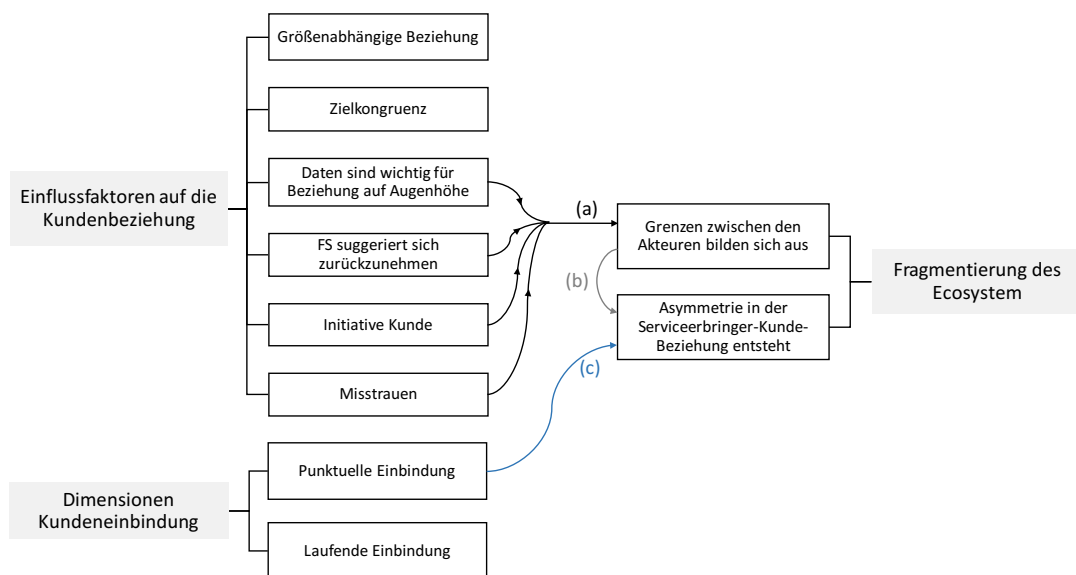 Größenabhängige Beziehung
Zielkongruenz
Daten sind wichtig für
Beziehung auf Augenhöhe
Einflussfaktoren auf die
Kundenbeziehung
FS suggeriert sich
zurückzunehmen
Initiative Kunde
Misstrauen
(a)
Grenzen zwischen den
Akteuren bilden sich aus
(b)
Asymmetrie in der
Serviceerbringer-Kunde-
Beziehung entsteht
(c)
Fragmentierung des
Ecosystem
Punktuelle Einbindung
Dimensionen
Kundeneinbindung
Laufende Einbindung